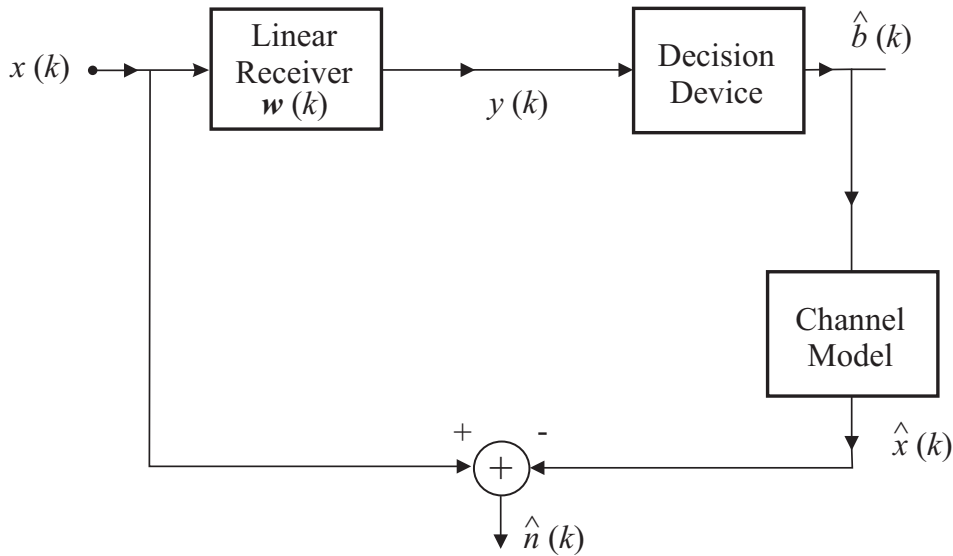 x (k)
Linear
Receiver
w (k)
y (k)
Decision
Device
b̂ (k)
Channel
Model
+
-
x̂ (k)
+
n̂ (k)